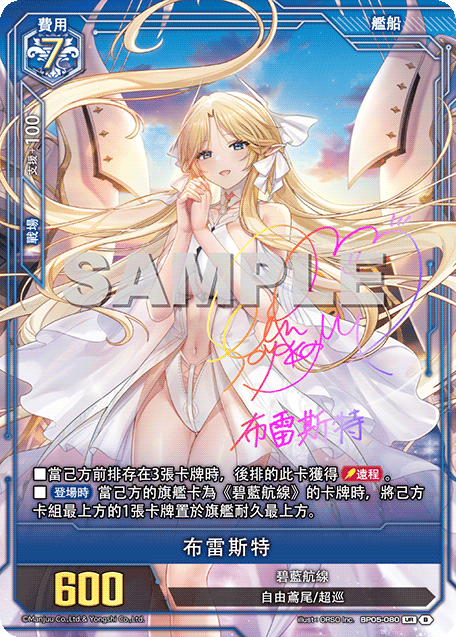 費用
7
艦船
戰場
支援+100
SAMPLE
布雷斯特
■當己方前排存在3張卡牌時，後排的此卡獲得 遠程 。
■ 登場時 當己方的旗艦卡為《碧藍航線》的卡牌時，將己方
卡組最上方的1張卡牌置於旗艦耐久最上方。
布雷斯特
600
碧藍航線
自由鳶尾/超巡
©Manjuu Co.,Ltd.& Yongshi Co.,Ltd.
illust: DRSO Inc.
BP05-080 UR B